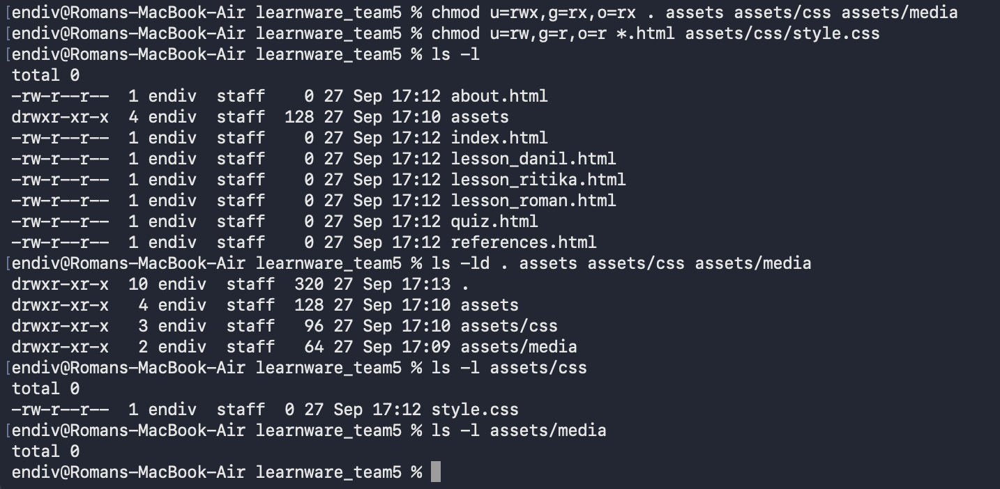 endiv@Romans-MacBook-Air learnware_team5 % chmod u=rwx,g=rx,o=rx . assets assets/css assets/media
[endiv@Romans-MacBook-Air learnware_team5 % chmod u=rw,g=r,o=r *.html assets/css/style.css
[endiv@Romans-MacBook-Air learnware_team5 % ls -l
total 0
-rw-r--r--  1 endiv  staff    0 27 Sep 17:12 about.html
drwxr-xr-x  4 endiv  staff  128 27 Sep 17:10 assets
-rw-r--r--  1 endiv  staff    0 27 Sep 17:12 index.html
-rw-r--r--  1 endiv  staff    0 27 Sep 17:12 lesson_danil.html
-rw-r--r--  1 endiv  staff    0 27 Sep 17:12 lesson_ritika.html
-rw-r--r--  1 endiv  staff    0 27 Sep 17:12 lesson_roman.html
-rw-r--r--  1 endiv  staff    0 27 Sep 17:12 quiz.html
-rw-r--r--  1 endiv  staff    0 27 Sep 17:12 references.html
[endiv@Romans-MacBook-Air learnware_team5 % ls -ld . assets assets/css assets/media
drwxr-xr-x  10 endiv  staff  320 27 Sep 17:13 .
drwxr-xr-x   4 endiv  staff  128 27 Sep 17:10 assets
drwxr-xr-x   3 endiv  staff   96 27 Sep 17:10 assets/css
drwxr-xr-x   2 endiv  staff   64 27 Sep 17:09 assets/media
[endiv@Romans-MacBook-Air learnware_team5 % ls -l assets/css
total 0
-rw-r--r--  1 endiv  staff  0 27 Sep 17:12 style.css
[endiv@Romans-MacBook-Air learnware_team5 % ls -l assets/media
total 0
endiv@Romans-MacBook-Air learnware_team5 %